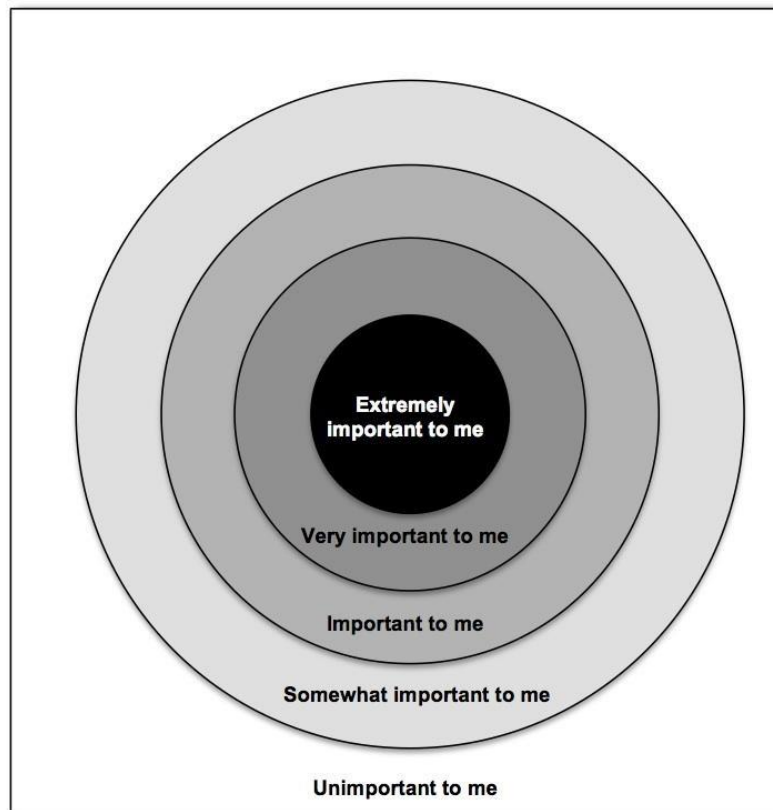 Extremely
important to me
Very important to me
Important to me
Somewhat important to me
Unimportant to me